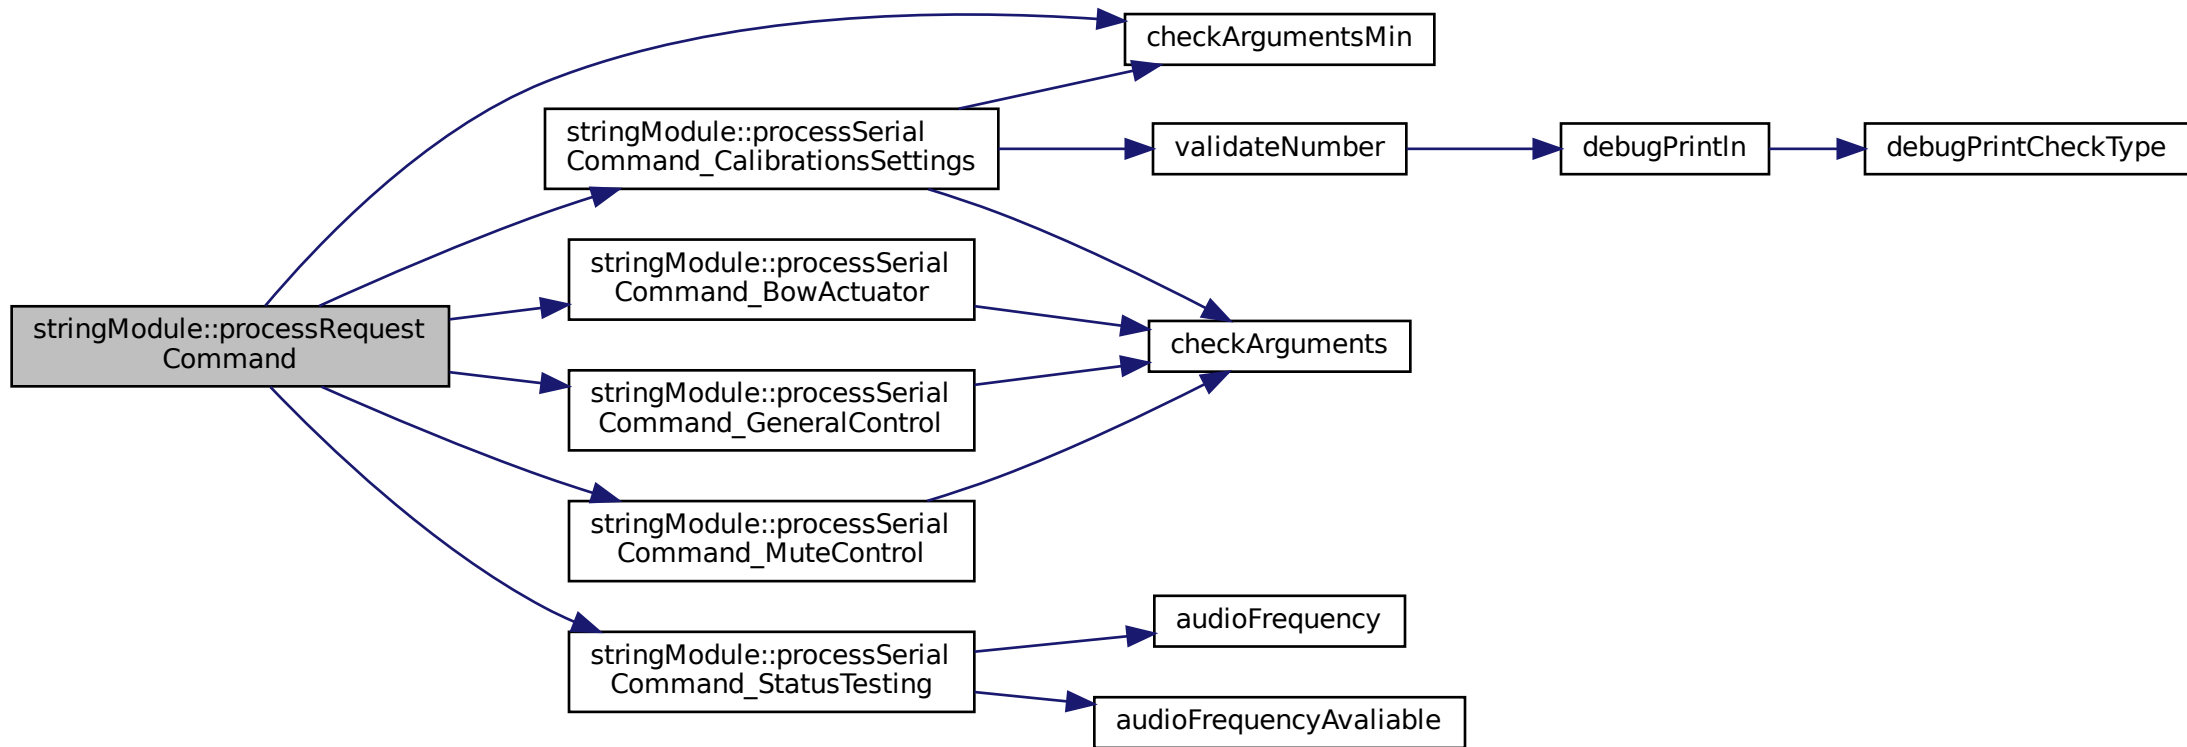 checkArgumentsMin
stringModule::processSerial
Command_CalibrationsSettings
validateNumber
debugPrintln
debugPrintCheckType
stringModule::processSerial
Command_BowActuator
stringModule::processRequest
Command
checkArguments
stringModule::processSerial
Command_GeneralControl
stringModule::processSerial
Command_MuteControl
audioFrequency
stringModule::processSerial
Command_StatusTesting
audioFrequencyAvaliable